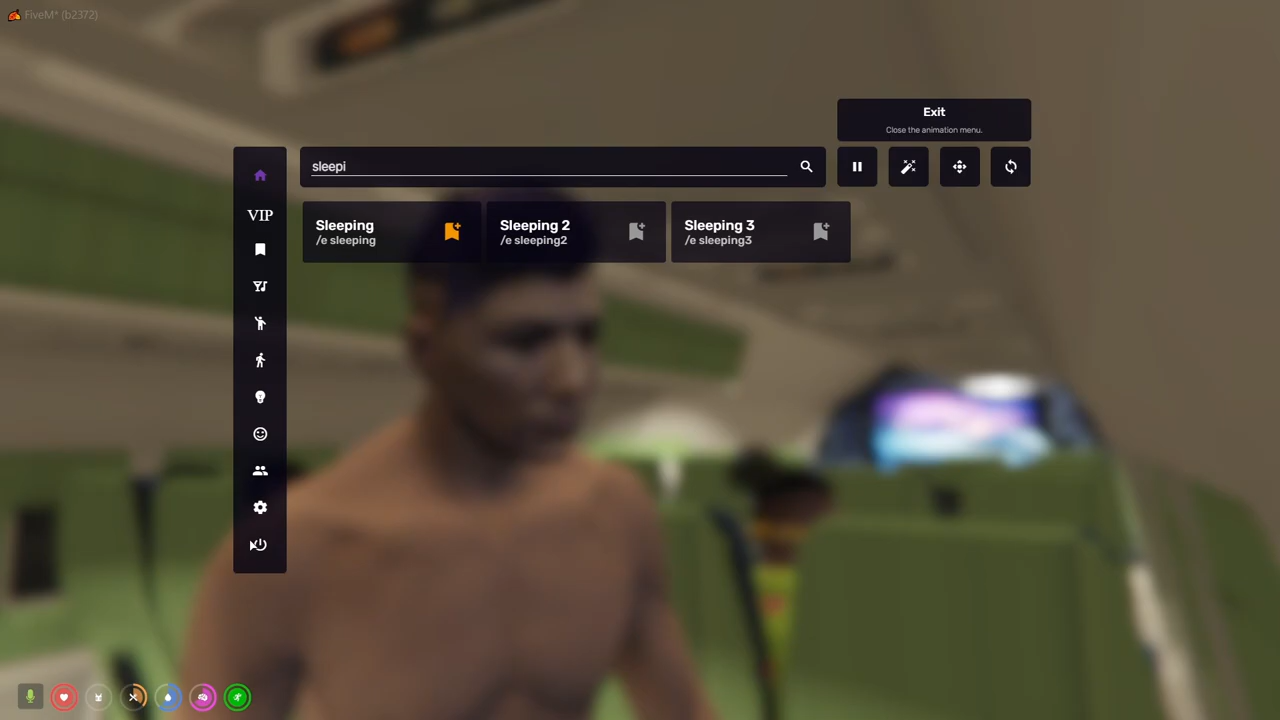 FiveM* (b2372)
Exit
Close the animation menu.
sleepi
VIP
Sleeping
/e sleeping
Sleeping 2
/e sleeping2
Sleeping 3
/e sleeping3